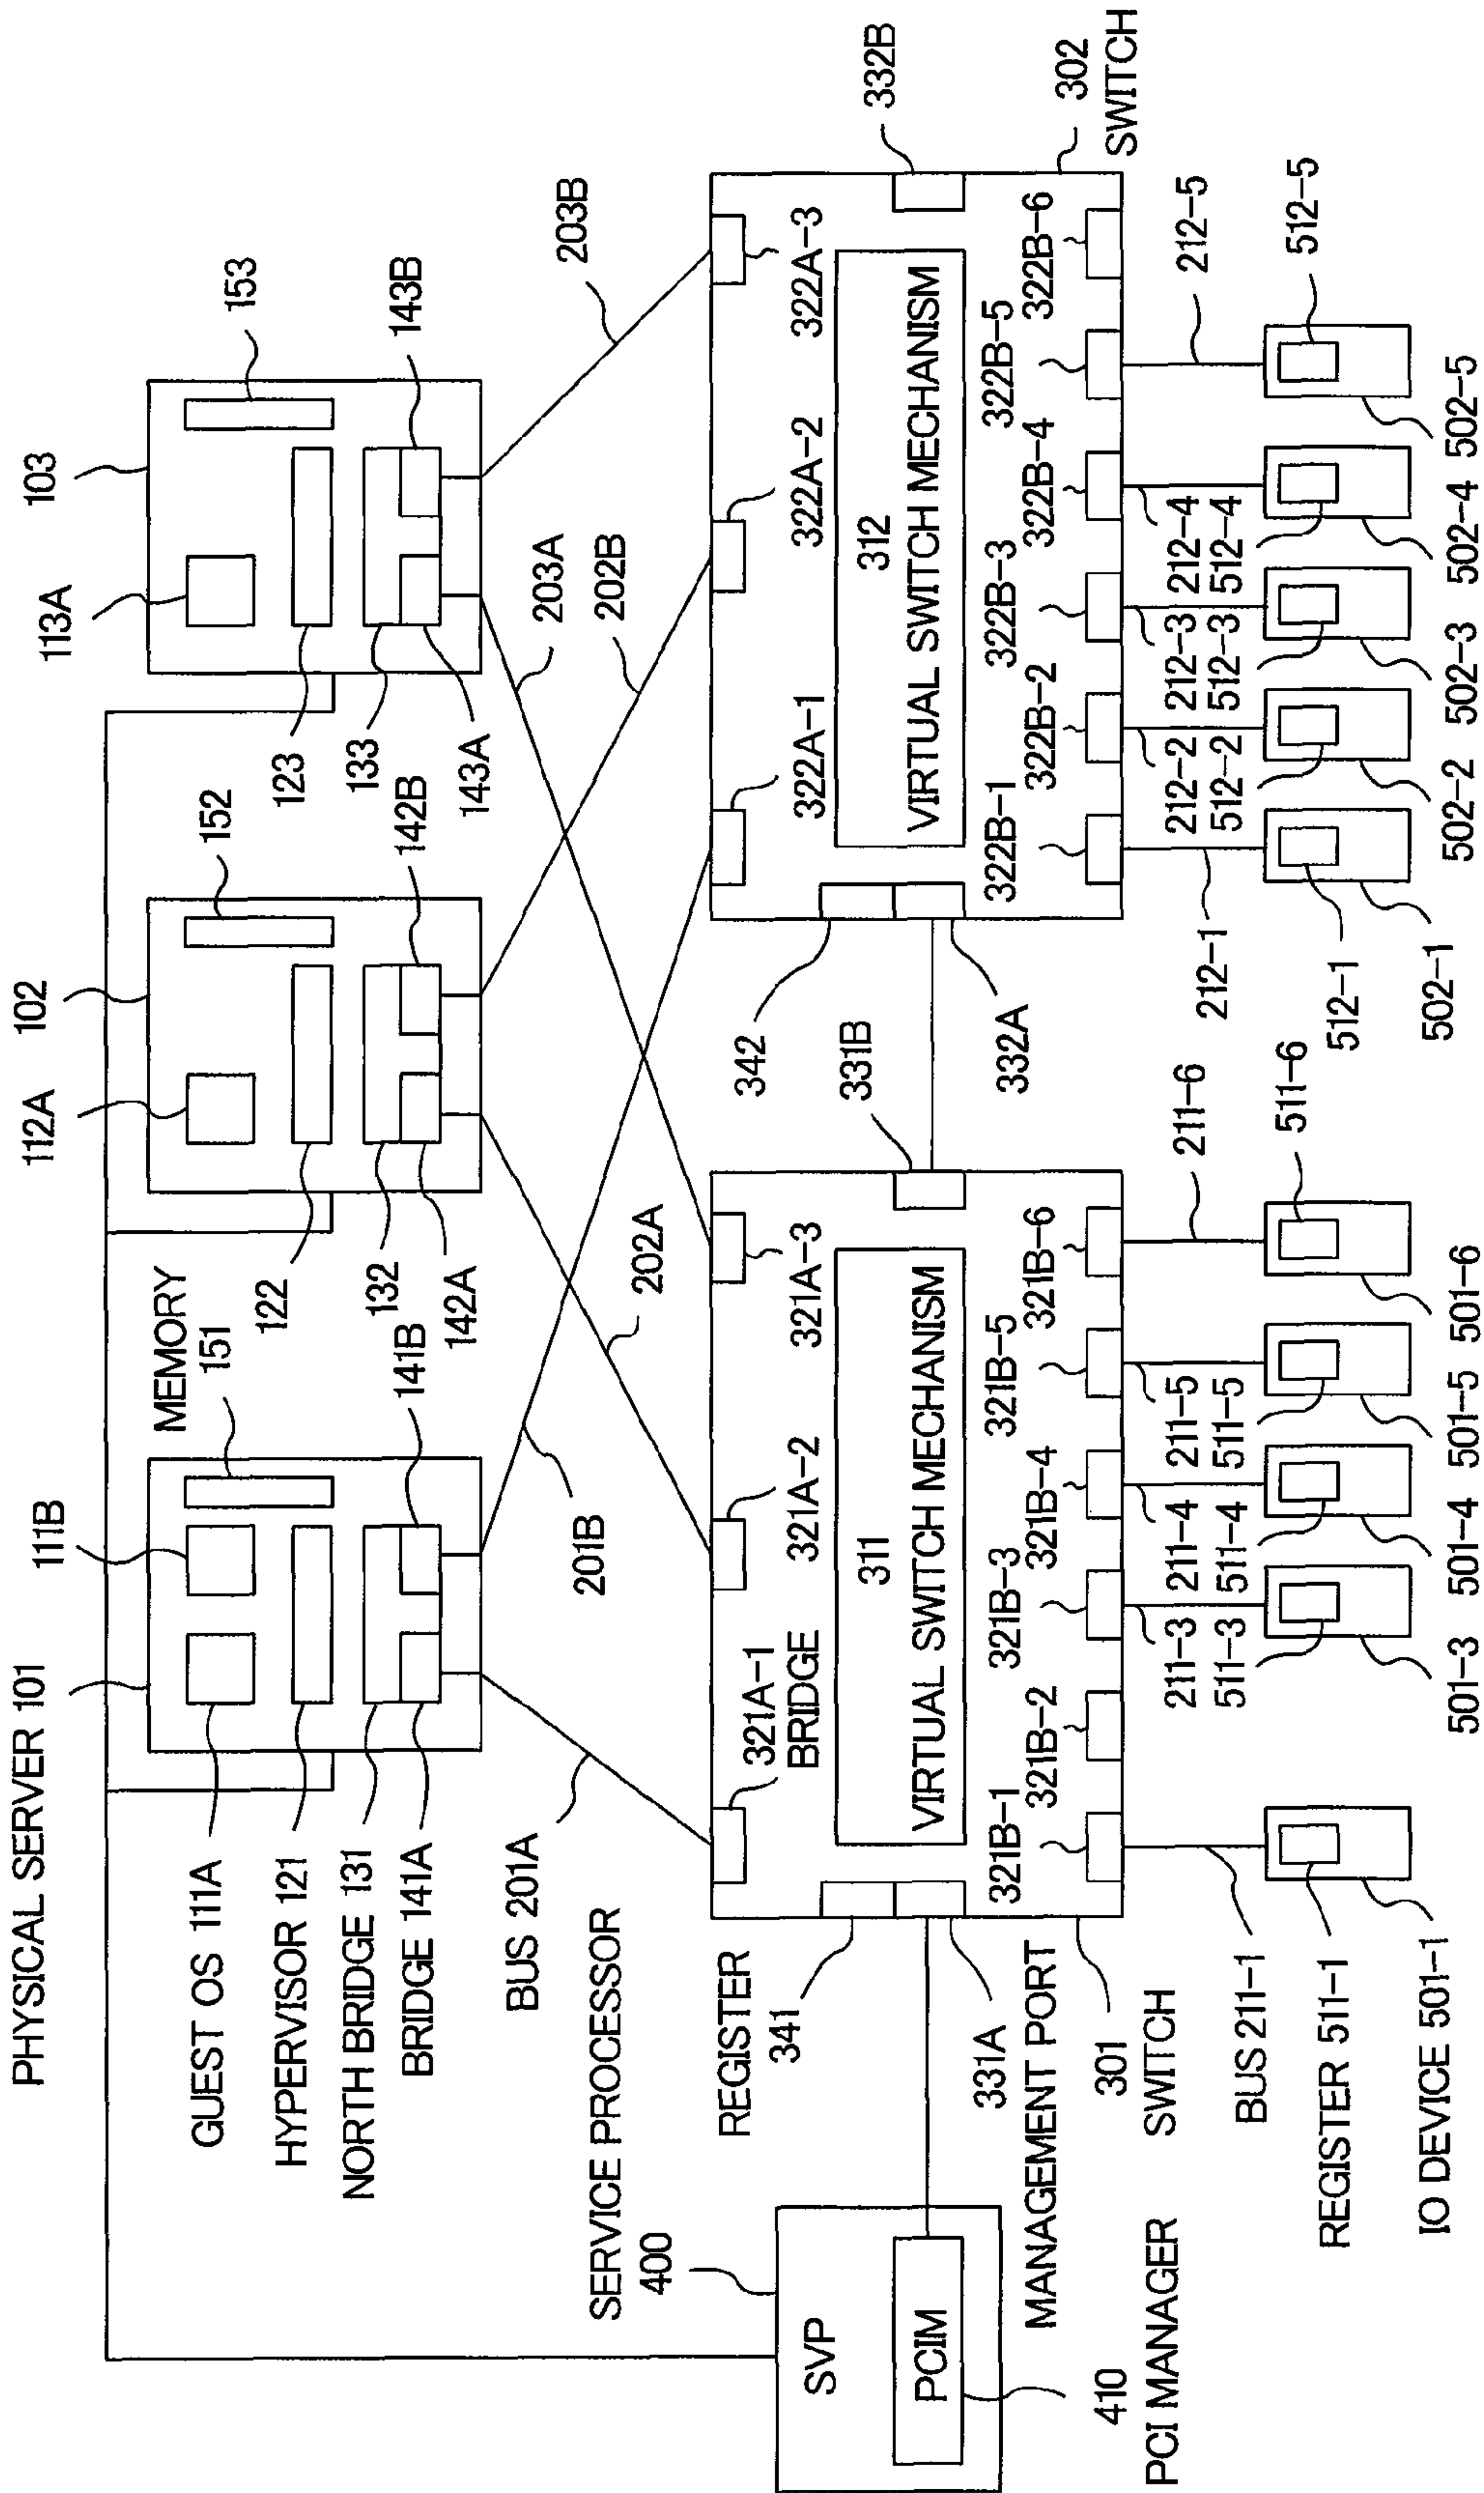 PHYSICAL SERVER 101
111B
112A
102
113A
103
MEMORY
151
152
153
GUEST OS 111A
HYPERVISOR 121
NORTH BRIDGE 131
BRIDGE 141A
141B
122
132
142A
142B
123
133
143A
143B
BUS 201A
201B
202A
203A
202B
203B
SERVICE PROCESSOR
400
SVP
PCIM
410
PCI MANAGER
REGISTER
341
331A
MANAGEMENT PORT
301
SWITCH
321A-1
BRIDGE
321A-2
321A-3
311
VIRTUAL SWITCH MECHANISM
321B-1
321B-2
321B-3
321B-4
321B-5
321B-6
331B
342
332A
322A-1
322A-2
322A-3
312
VIRTUAL SWITCH MECHANISM
322B-1
322B-2
322B-3
322B-4
322B-5
322B-6
332B
302
SWITCH
BUS 211-1
211-3
211-4
211-5
211-6
212-1
212-2
212-3
212-4
212-5
REGISTER 511-1
511-3
511-4
511-5
511-6
512-1
512-2
512-3
512-4
512-5
IO DEVICE 501-1
501-3
501-4
501-5
501-6
502-1
502-2
502-3
502-4
502-5